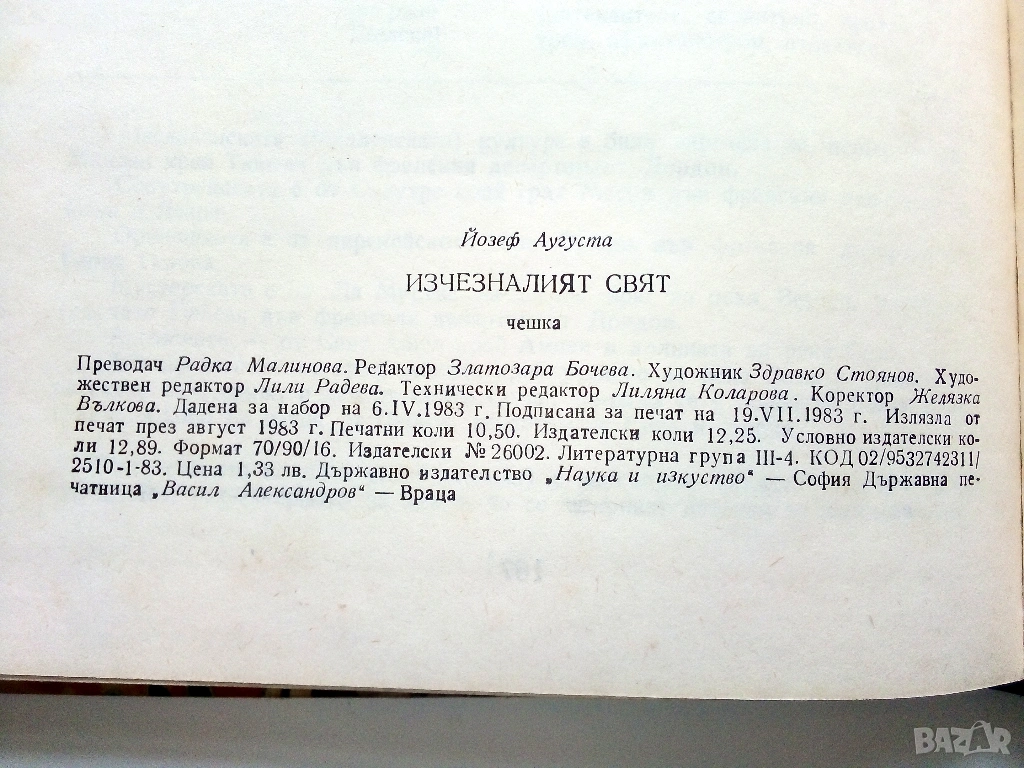 Йозеф Аугуста
ИЗЧЕЗНАЛИЯТ СВЯТ
чешка
Преводач Радка Малинова. Редактор Златозара Бочева. Художник Здравко Стоянов. Худо-
жествен редактор Лили Радева. Технически редактор Лиляна Коларова. Коректор Желязка
Вълкова. Дадена за набор на 6.IV.1983 г. Подписана за печат на 19.VII.1983 г. Излязла от
печат през август 1983 г. Печатни коли 10,50. Издателски коли 12,25. Условно издателски ко-
ли 12,89. Формат 70/90/16. Издателски № 26002. Литературна група III-4. КОД 02/9532742311/
2510-1-83. Цена 1,33 лв. Държавно издателство „Наука и изкуство“ — София Държавна пе-
чатница „Васил Александров“ — Враца
167
BAZAR